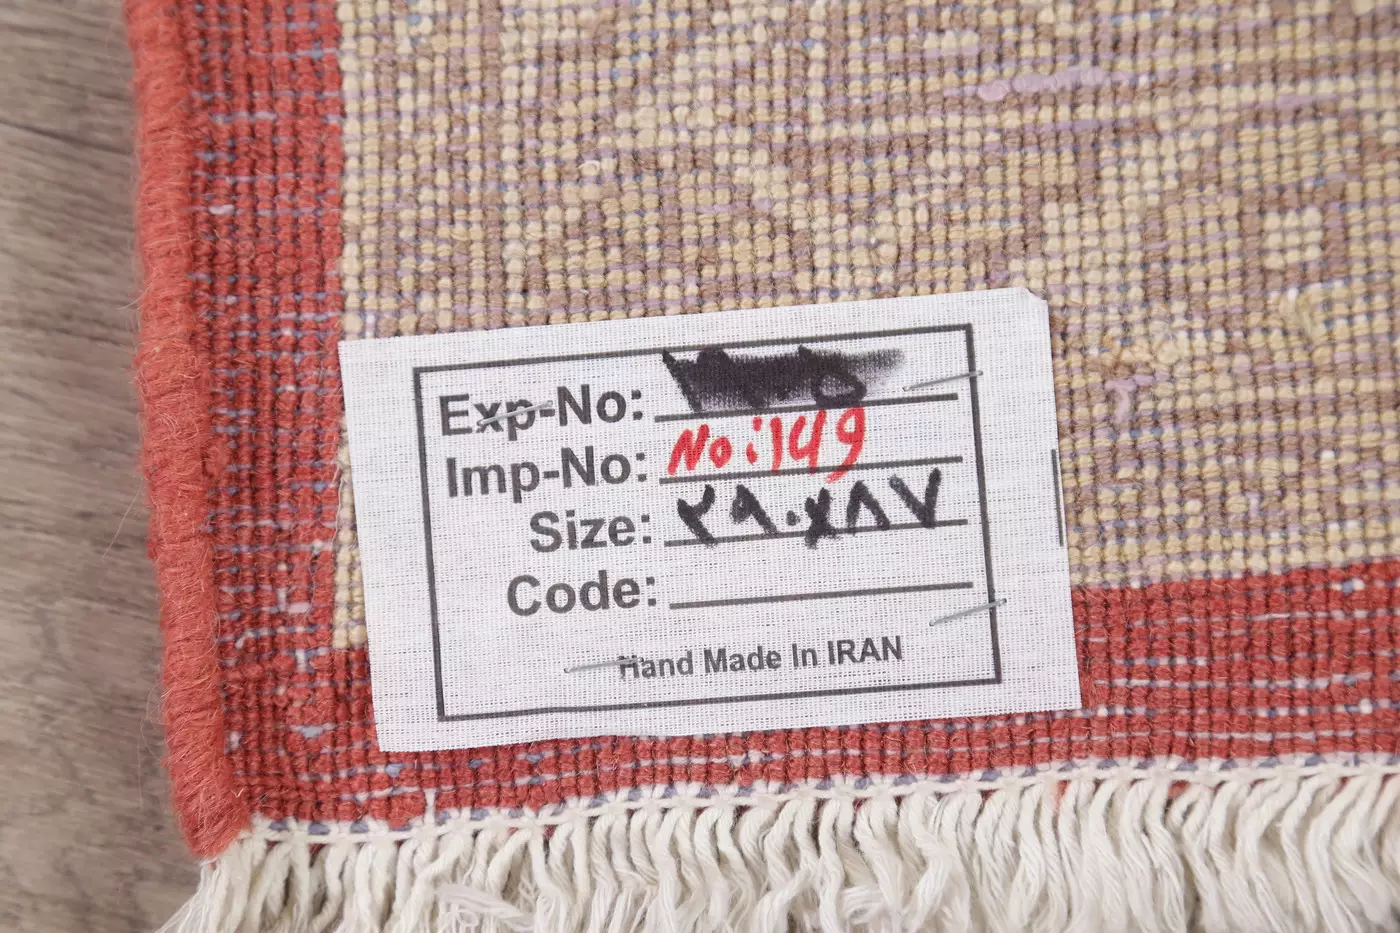 Exp-No:
Imp-No: No:149
Size: ۲۹۰x۸۷
Code:
Hand Made In IRAN